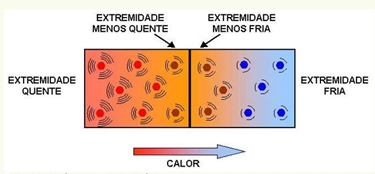 EXTREMIDADE
MENOS QUENTE
EXTREMIDADE
MENOS FRIA
EXTREMIDADE
QUENTE
EXTREMIDADE
FRIA
CALOR